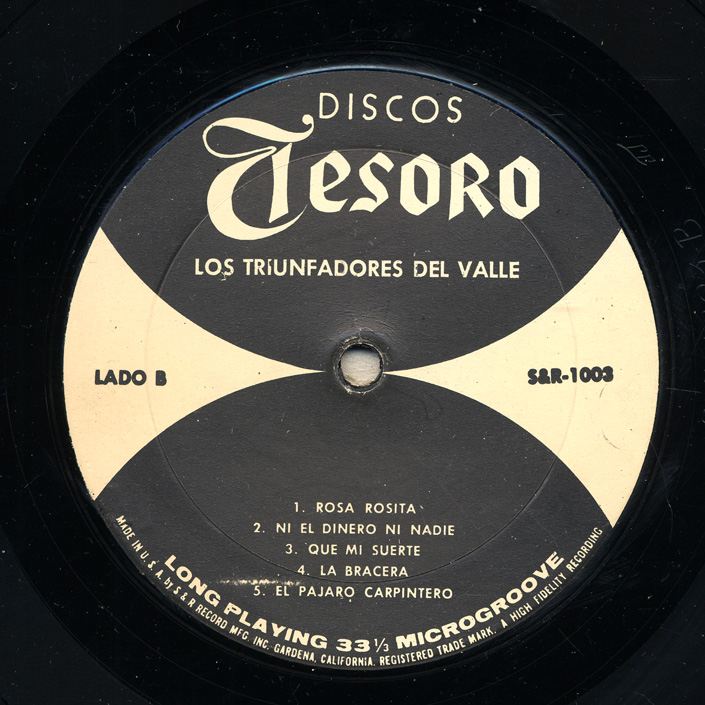 DISCOS
Tesoro
LOS TRIUNFADORES DEL VALLE
LADO B
S&R-1003
1. ROSA ROSITA
2. NI EL DINERO NI NADIE
3. QUE MI SUERTE
4. LA BRACERA
5. EL PAJARO CARPINTERO
LONG PLAYING 33 1/3 MICROGROOVE
MADE IN U.S.A. by S & R RECORD MFG. INC. GARDENA, CALIFORNIA. REGISTERED TRADE MARK. A HIGH FIDELITY RECORDING